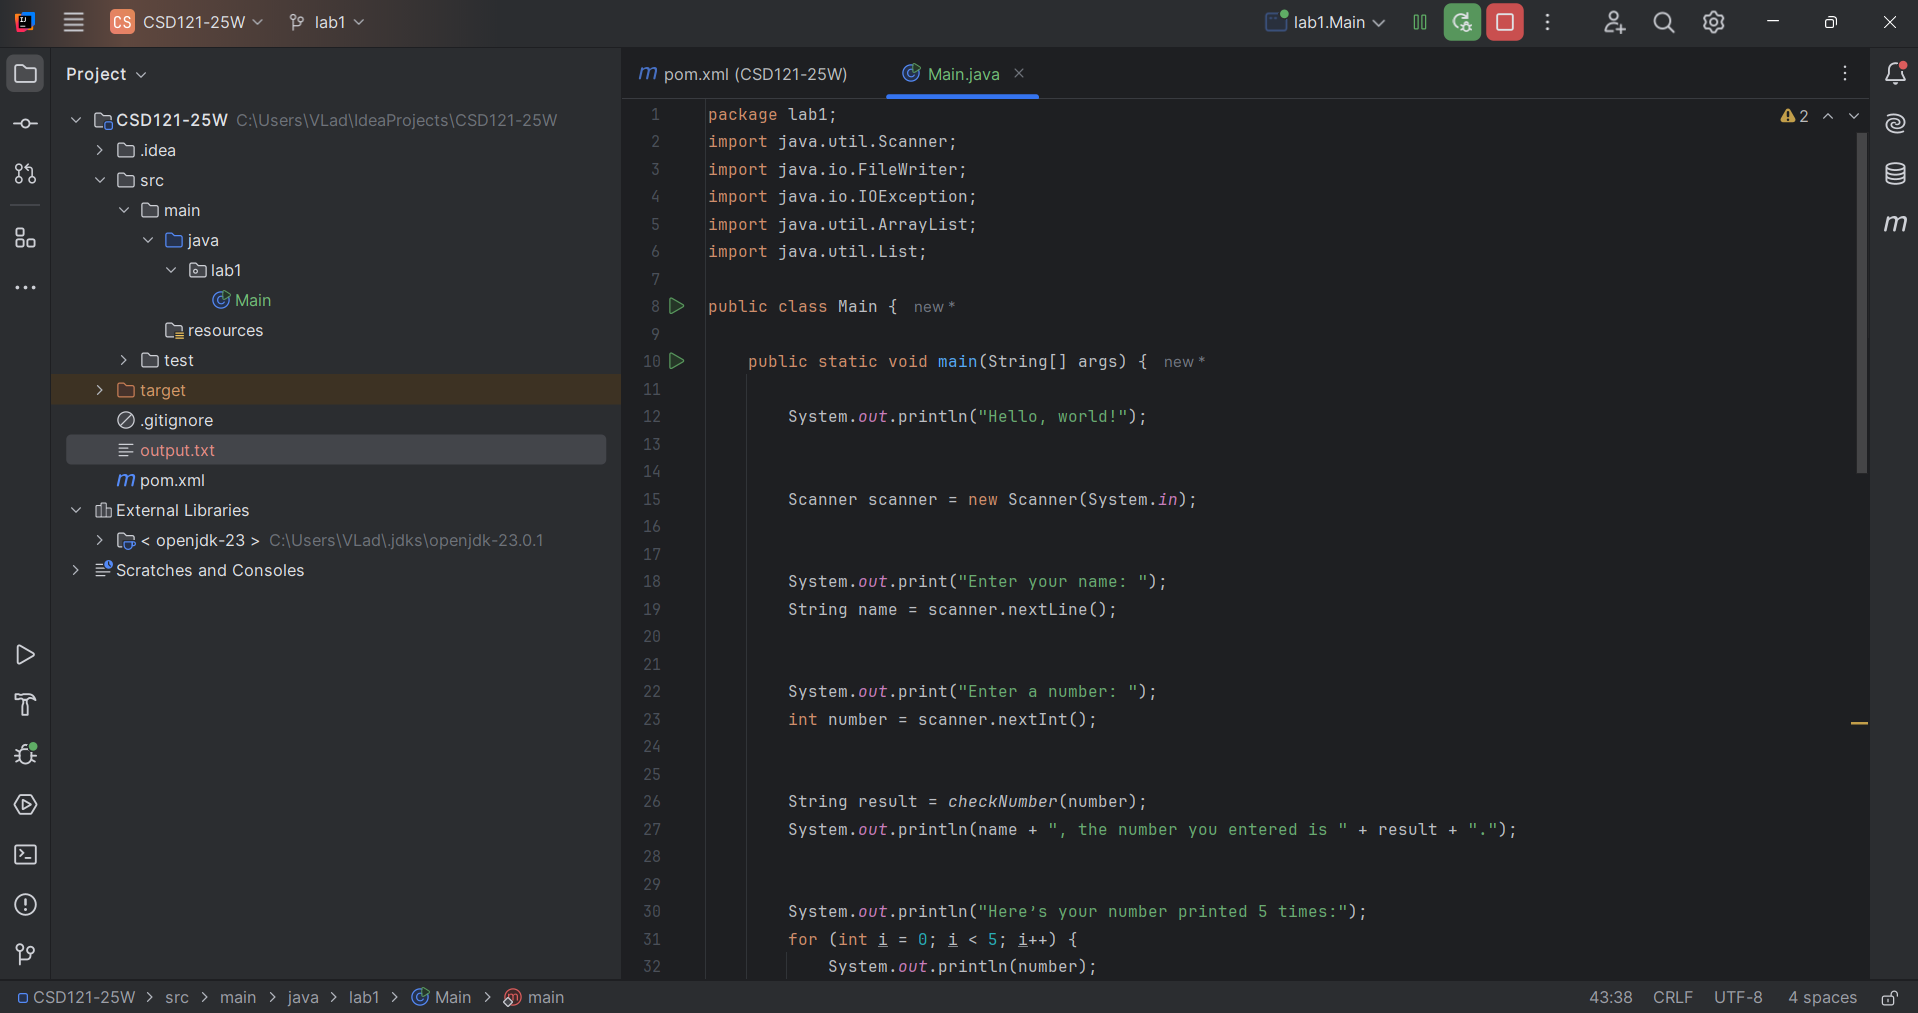 CS CSD121-25W lab1 lab1.Main
Project
CSD121-25W C:\Users\VLad\IdeaProjects\CSD121-25W
.idea
src
main
java
lab1
Main
resources
test
target
.gitignore
output.txt
m pom.xml
External Libraries
< openjdk-23 > C:\Users\VLad\.jdks\openjdk-23.0.1
Scratches and Consoles
m pom.xml (CSD121-25W) Main.java
2
1 package lab1;
2 import java.util.Scanner;
3 import java.io.FileWriter;
4 import java.io.IOException;
5 import java.util.ArrayList;
6 import java.util.List;
7
8 public class Main { new *
9
10 public static void main(String[] args) { new *
11
12 System.out.println("Hello, world!");
13
14
15 Scanner scanner = new Scanner(System.in);
16
17
18 System.out.print("Enter your name: ");
19 String name = scanner.nextLine();
20
21
22 System.out.print("Enter a number: ");
23 int number = scanner.nextInt();
24
25
26 String result = checkNumber(number);
27 System.out.println(name + ", the number you entered is " + result + ".");
28
29
30 System.out.println("Here’s your number printed 5 times:");
31 for (int i = 0; i < 5; i++) {
32 System.out.println(number);
m
CSD121-25W > src > main > java > lab1 > Main > m main
43:38 CRLF UTF-8 4 spaces